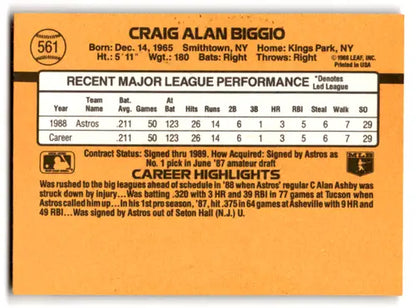 561
CRAIG ALAN BIGGIO
Born: Dec. 14, 1965 Smithtown, NY Home: Kings Park, NY
Ht: 5'11" Wgt: 180 Bats: Right Throws: Right
© 1988 LEAF, INC.
Printed in USA
RECENT MAJOR LEAGUE PERFORMANCE *Denotes Led League
Year Team Name Bat. Avg. Games At Bat Hits Runs 2B 3B HR RBI Steal Walk SO
1988 Astros .211 50 123 26 14 6 1 3 5 6 7 29
Career .211 50 123 26 14 6 1 3 5 6 7 29
Contract Status: Signed thru 1989. How Acquired: Signed by Astros as
No. 1 pick in June '87 amateur draft
CAREER HIGHLIGHTS
Was rushed to the big leagues ahead of schedule in '88 when Astros' regular C Alan Ashby was struck
down by injury...Was batting .320 with 3 HR and 39 RBI in 77 games at Tucson when
Astros called him up...In his 1st pro season, '87, hit .375 in 64 games at Asheville with 9 HR
and 49 RBI...Was signed by Astros out of Seton Hall (N.J.) U.